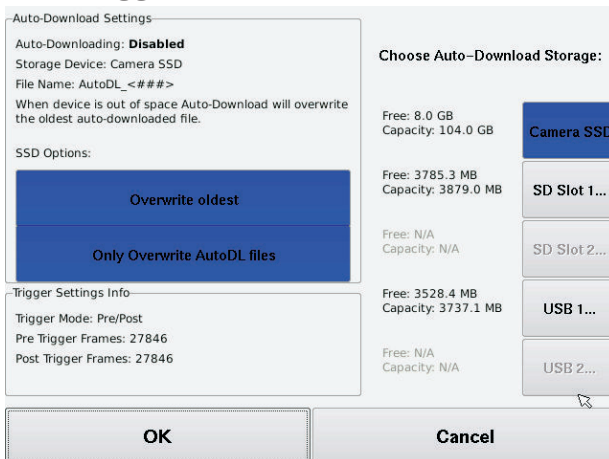 Auto-Download Settings
Auto-Downloading: Disabled
Storage Device: Camera SSD
File Name: AutoDL_<###>
When device is out of space Auto-Download will overwrite
the oldest auto-downloaded file.
SSD Options:
Overwrite oldest
Only Overwrite AutoDL files
Trigger Settings Info
Trigger Mode: Pre/Post
Pre Trigger Frames: 27846
Post Trigger Frames: 27846
Choose Auto-Download Storage:
Free: 8.0 GB
Capacity: 104.0 GB
Camera SSD
Free: 3785.3 MB
Capacity: 3879.0 MB
SD Slot 1...
Free: N/A
Capacity: N/A
SD Slot 2...
Free: 3528.4 MB
Capacity: 3737.1 MB
USB 1...
Free: N/A
Capacity: N/A
USB 2...
OK
Cancel